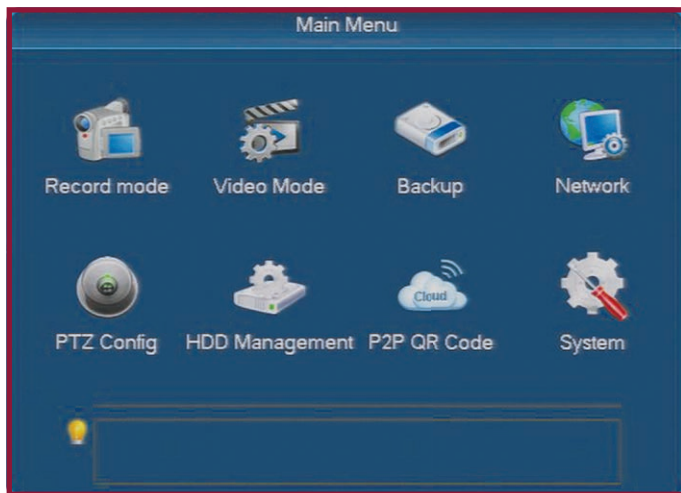 Main Menu
Record mode Video Mode Backup Network
PTZ Config HDD Management Cloud P2P QR Code System